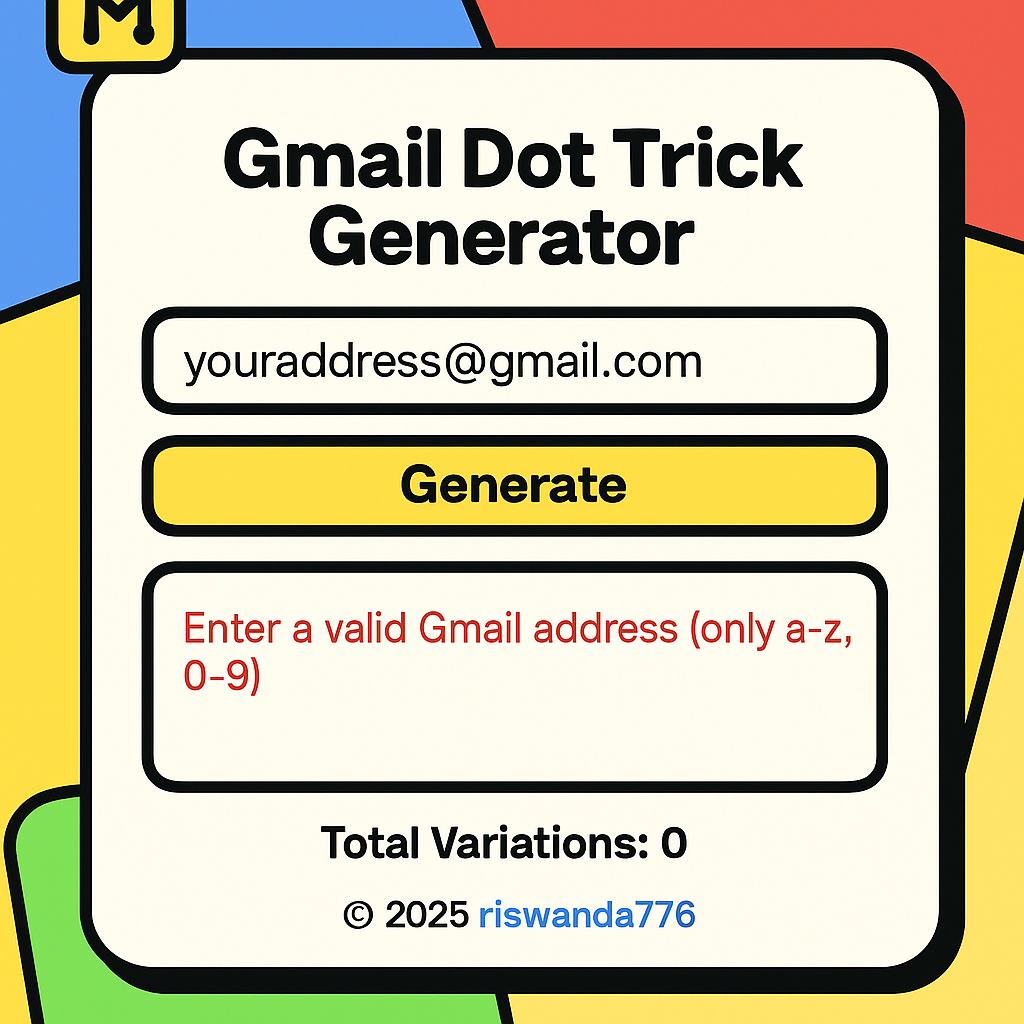 M
Gmail Dot Trick
Generator
youraddress@gmail.com
Generate
Enter a valid Gmail address (only a-z,
0-9)
Total Variations: 0
© 2025 riswanda776